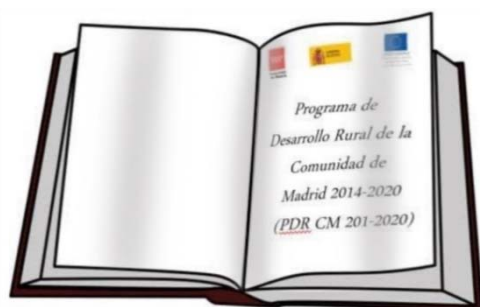 Programa de
Desarrollo Rural de la
Comunidad de
Madrid 2014-2020
(PDR CM 201-2020)